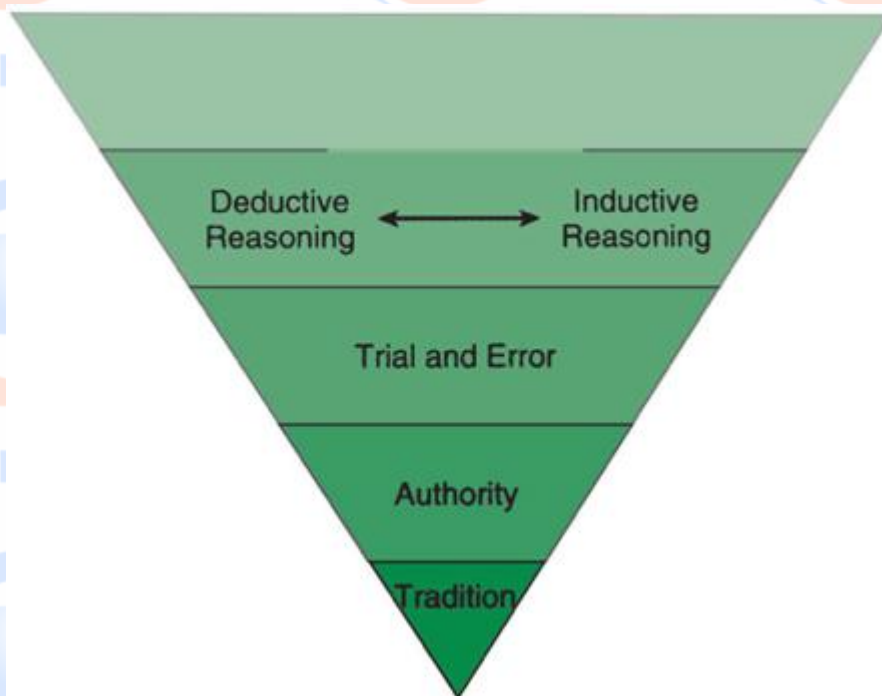 Deductive
Reasoning
Inductive
Reasoning
Trial and Error
Authority
Tradition